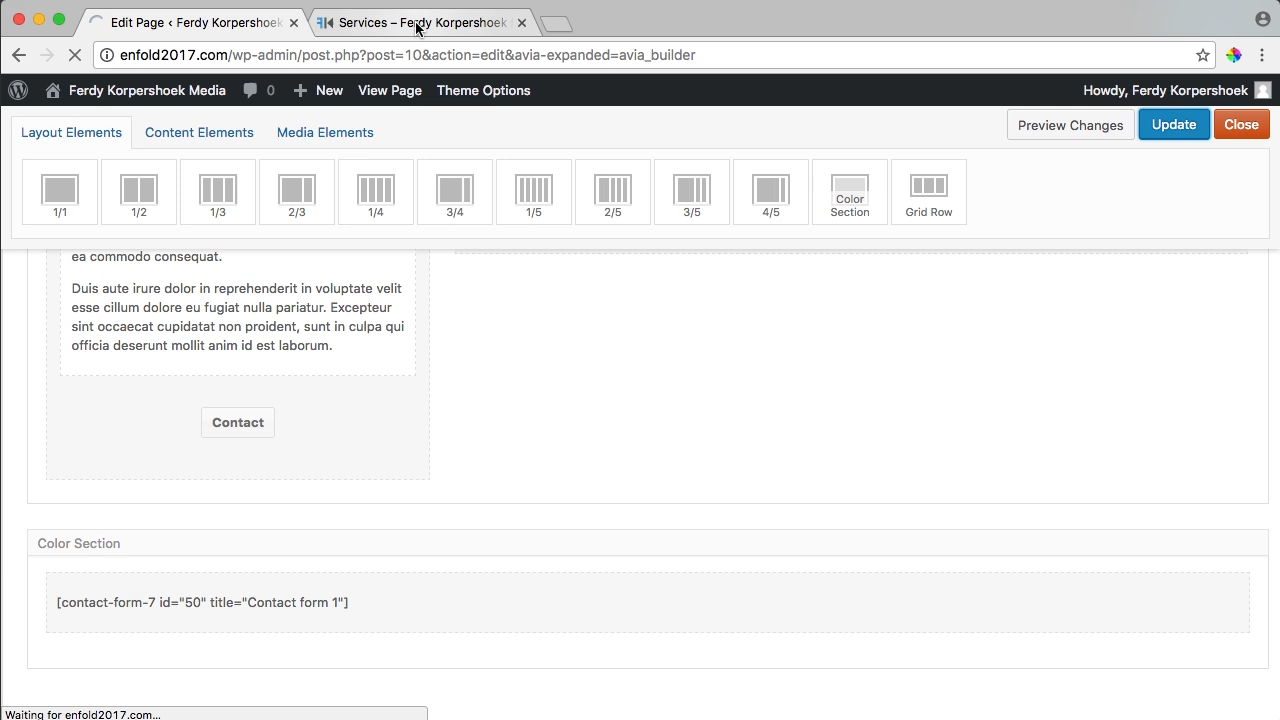 Edit Page ‹ Ferdy Korpershoek
Services – Ferdy Korpershoek
enfold2017.com/wp-admin/post.php?post=10&action=edit&avia-expanded=avia_builder
Ferdy Korpershoek Media 0 New View Page Theme Options Howdy, Ferdy Korpershoek
Layout Elements Content Elements Media Elements Preview Changes Update Close
1/1 1/2 1/3 2/3 1/4 3/4 1/5 2/5 3/5 4/5 Color Section Grid Row
ea commodo consequat.
Duis aute irure dolor in reprehenderit in voluptate velit
esse cillum dolore eu fugiat nulla pariatur. Excepteur
sint occaecat cupidatat non proident, sunt in culpa qui
officia deserunt mollit anim id est laborum.
Contact
Color Section
[contact-form-7 id="50" title="Contact form 1"]
Waiting for enfold2017.com...